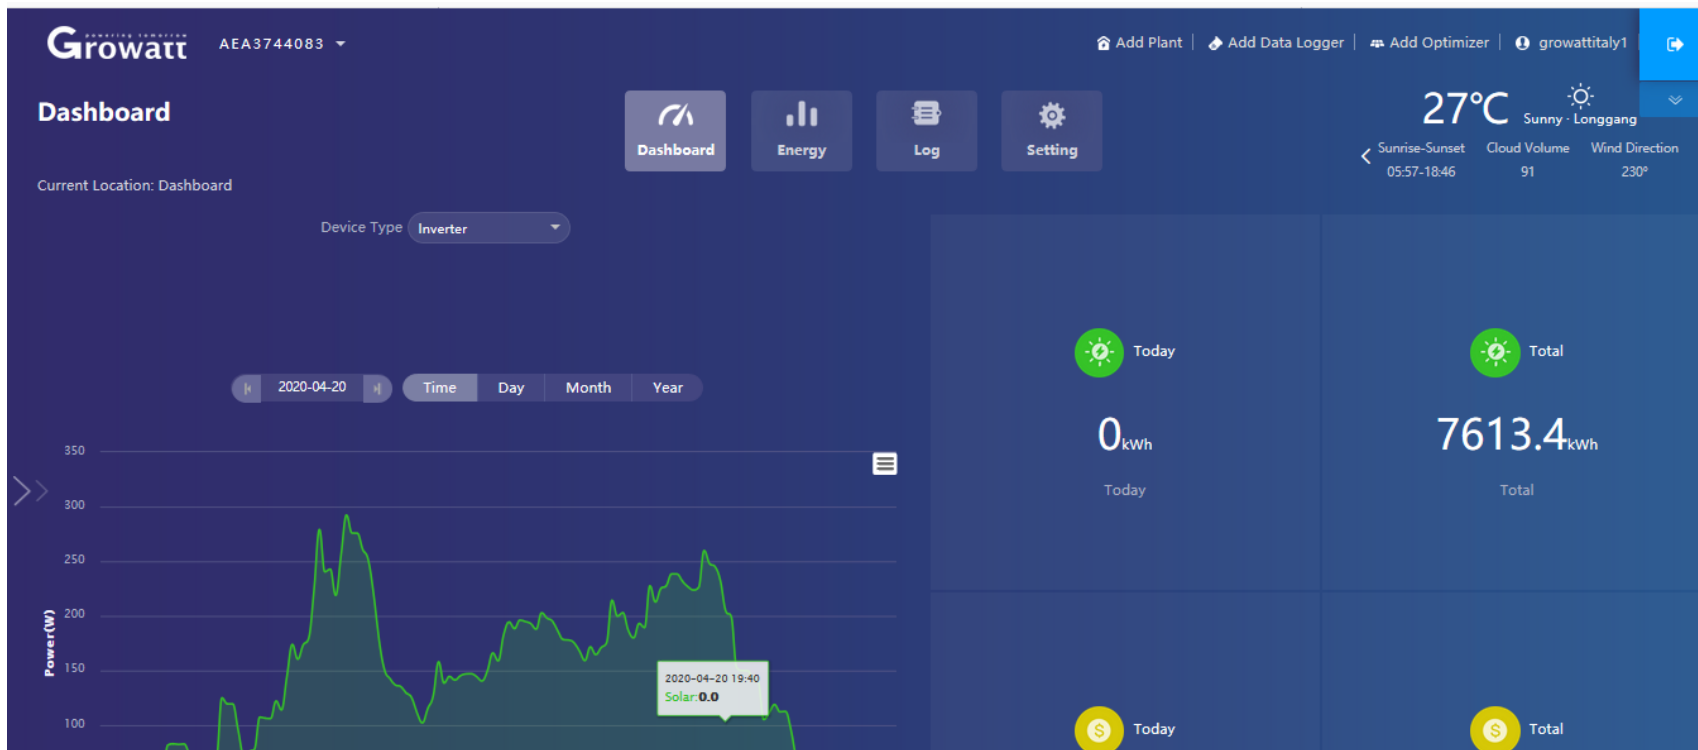 powering tomorrow
Growatt
AEA3744083
Add Plant
Add Data Logger
Add Optimizer
growattitaly1
Dashboard
Dashboard
Energy
Log
Setting
27°C
Sunny · Longgang
Sunrise-Sunset
Cloud Volume
Wind Direction
05:57-18:46
91
230°
Current Location: Dashboard
Device Type
Inverter
2020-04-20
Time
Day
Month
Year
350
300
250
200
150
100
Power(W)
2020-04-20 19:40
Solar:0.0
Today
0kWh
Today
Total
7613.4kWh
Total
Today
Total